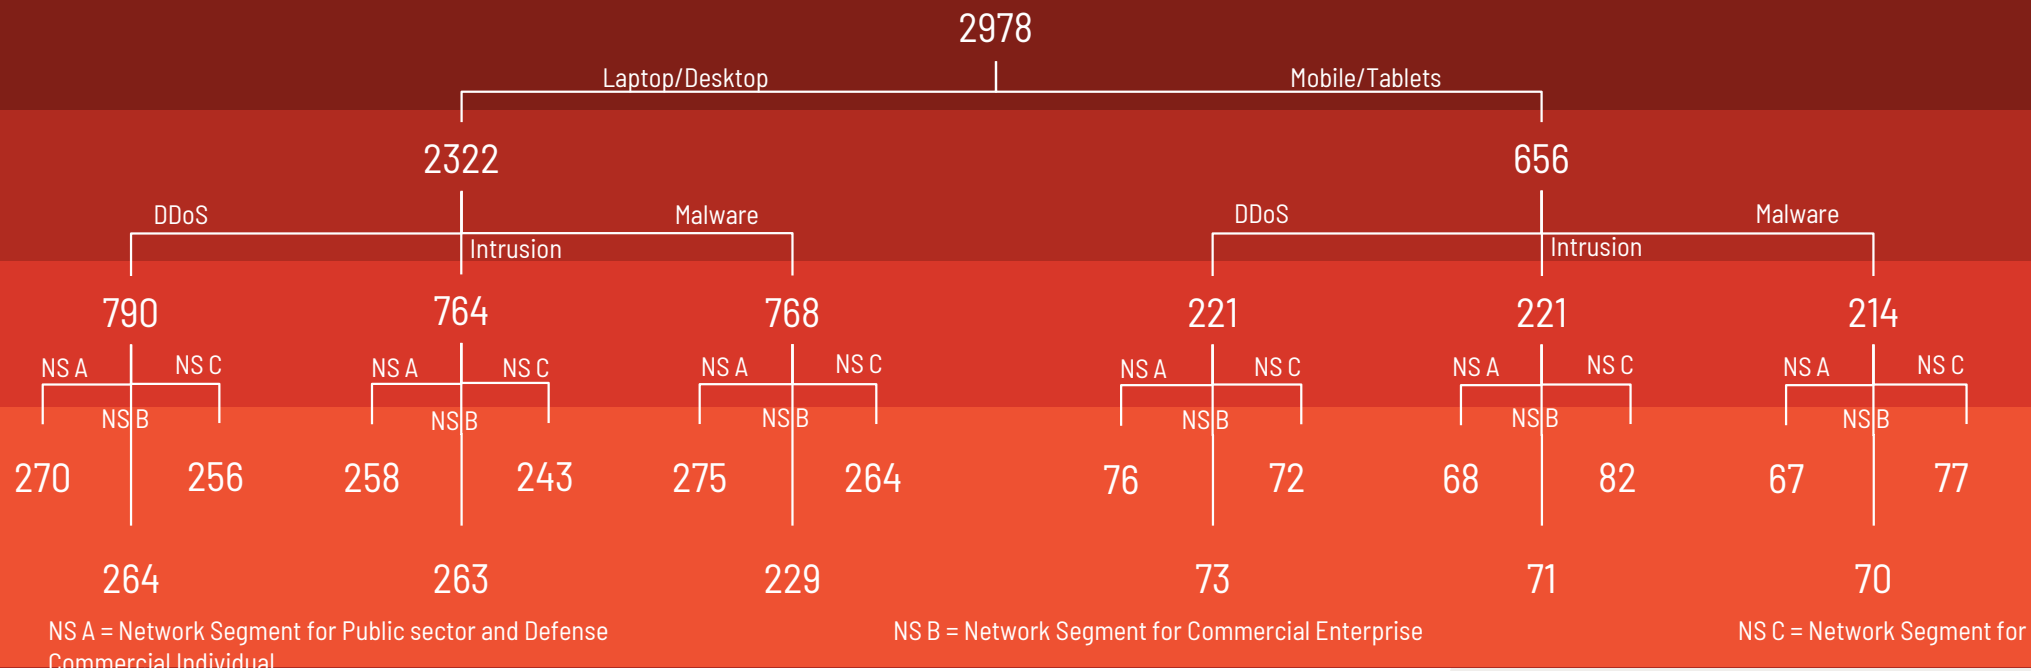 2978
Laptop/Desktop
Mobile/Tablets
2322
656
DDoS
Malware
DDoS
Malware
Intrusion
Intrusion
790
764
768
221
221
214
NS A
NS C
NS A
NS C
NS A
NS C
NS A
NS C
NS A
NS C
NS A
NS C
NS B
NS B
NS B
NS B
NS B
NS B
270
256
258
243
275
264
76
72
68
82
67
77
264
263
229
73
71
70
NS A = Network Segment for Public sector and Defense
NS B = Network Segment for Commercial Enterprise
NS C = Network Segment for
Commercial Individual